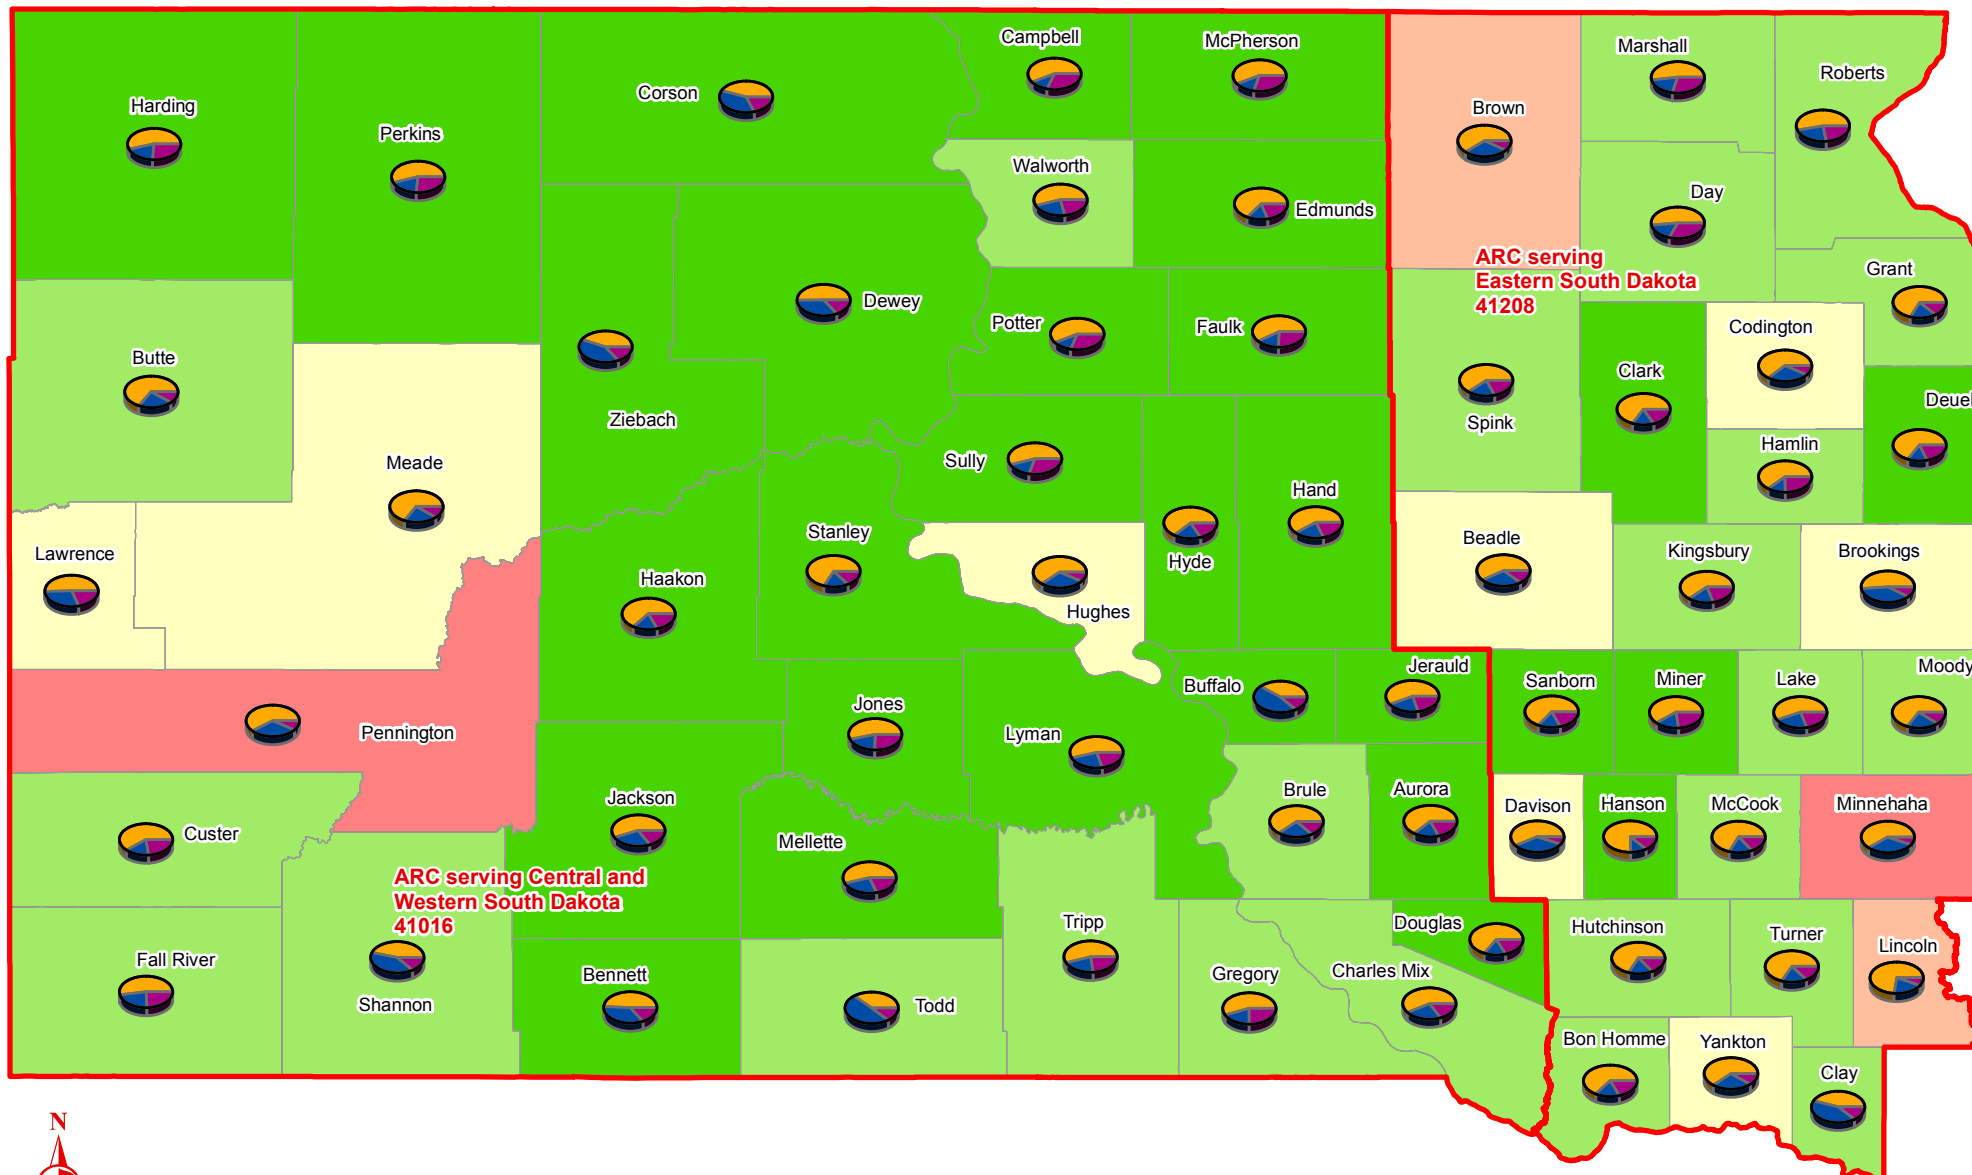 Campbell
McPherson
Marshall
Roberts
Harding
Corson
Brown
Perkins
Walworth
Day
Edmunds
ARC serving
Eastern South Dakota
41208
Grant
Dewey
Potter
Faulk
Codington
Butte
Clark
Deuel
Ziebach
Spink
Hamlin
Meade
Sully
Hand
Stanley
Beadle
Kingsbury
Brookings
Lawrence
Hyde
Haakon
Hughes
Jerauld
Moody
Buffalo
Sanborn
Miner
Lake
Jones
Pennington
Lyman
Jackson
Brule
Aurora
Davison
Hanson
McCook
Minnehaha
Custer
Mellette
ARC serving Central and
Western South Dakota
41016
Tripp
Douglas
Hutchinson
Turner
Lincoln
Fall River
Bennett
Gregory
Charles Mix
Shannon
Todd
Bon Homme
Yankton
Clay
N